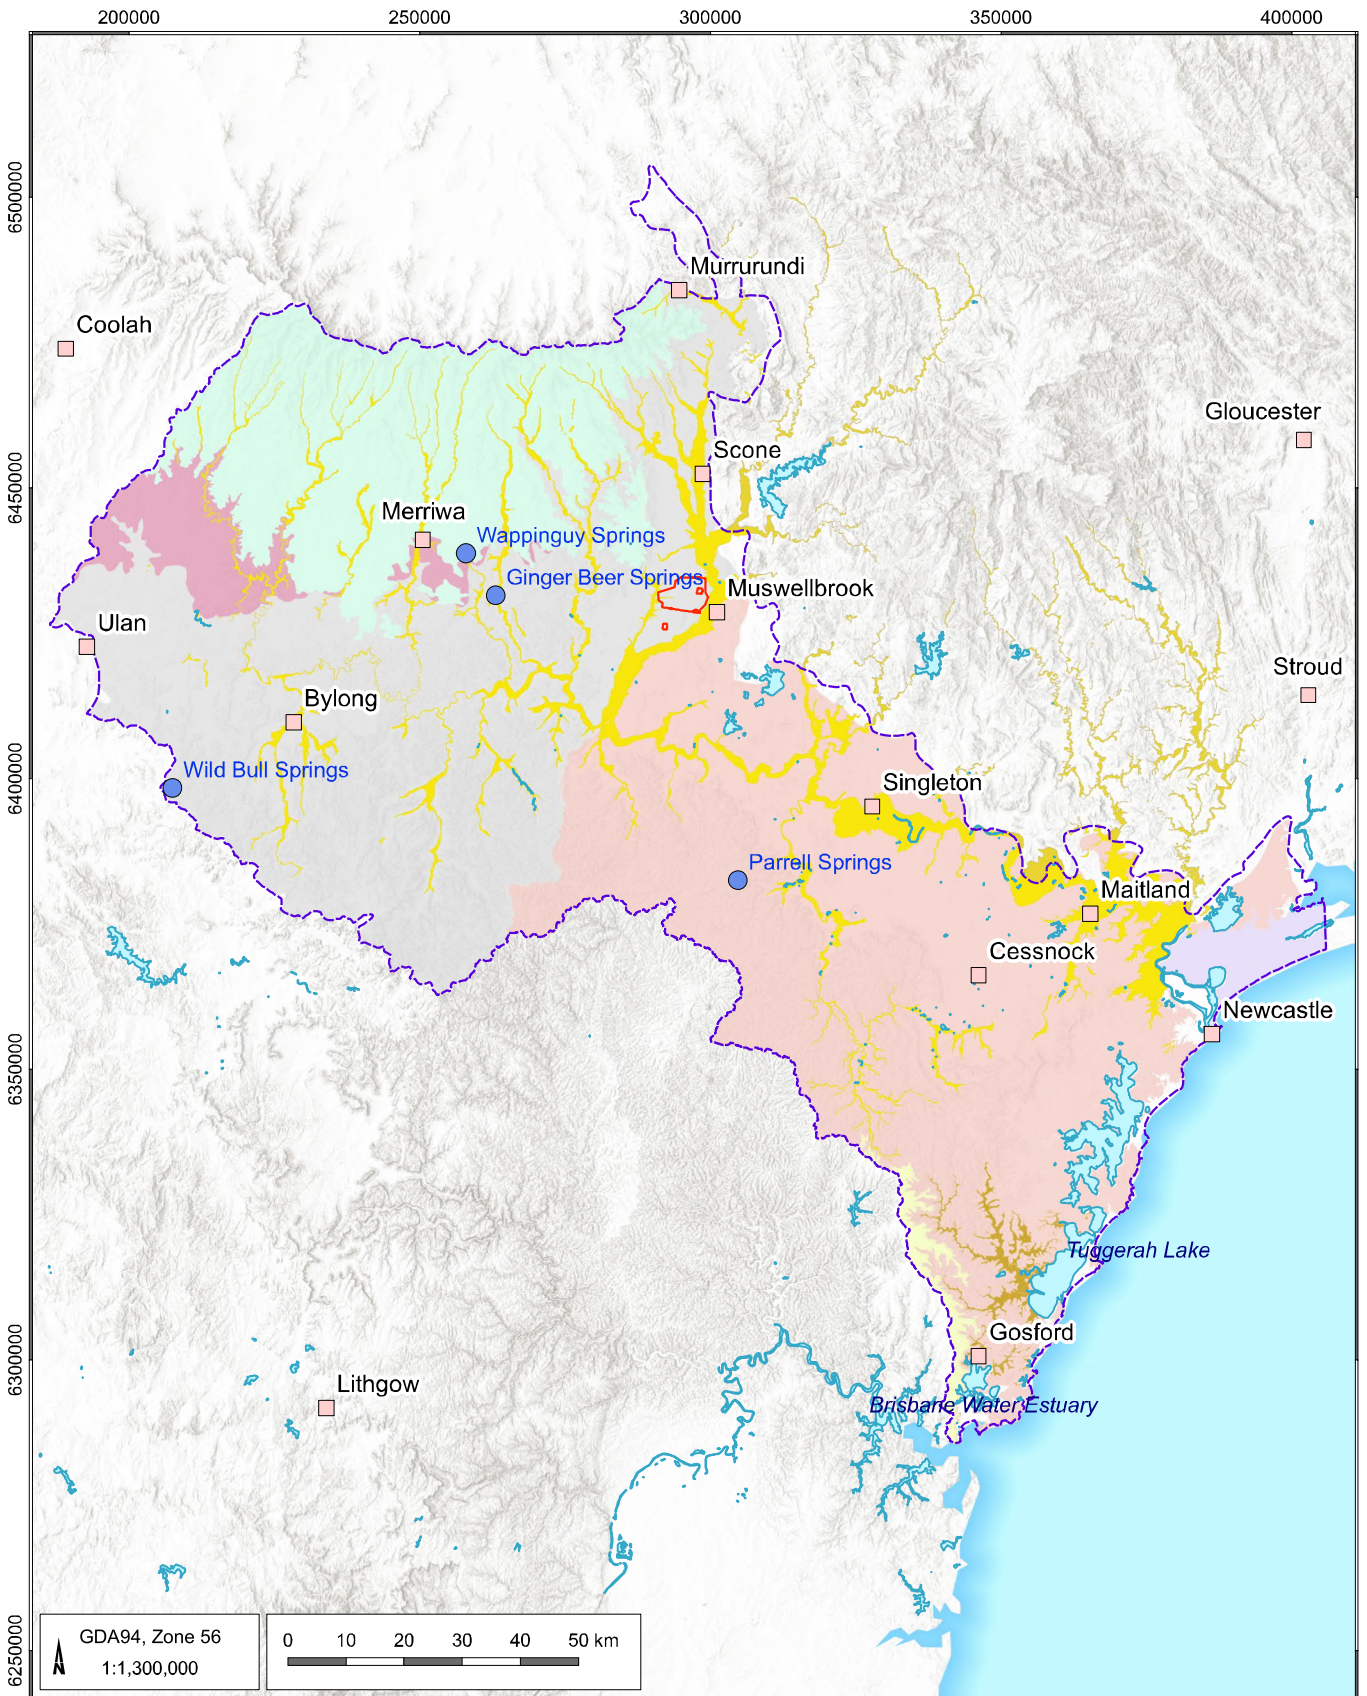 200000 250000 300000 350000 400000
6500000
Murrurundi
Coolah
Gloucester
Scone
6450000
Merriwa
Wappinguy Springs
Ginger Beer Springs
Muswellbrook
Ulan
Stroud
Bylong
Wild Bull Springs
6400000
Singleton
Parrell Springs
Maitland
Cessnock
Newcastle
6350000
Tuggerah Lake
Gosford
6300000
Lithgow
Brisbane Water Estuary
GDA94, Zone 56
1:1,300,000
N
0 10 20 30 40 50 km
6250000